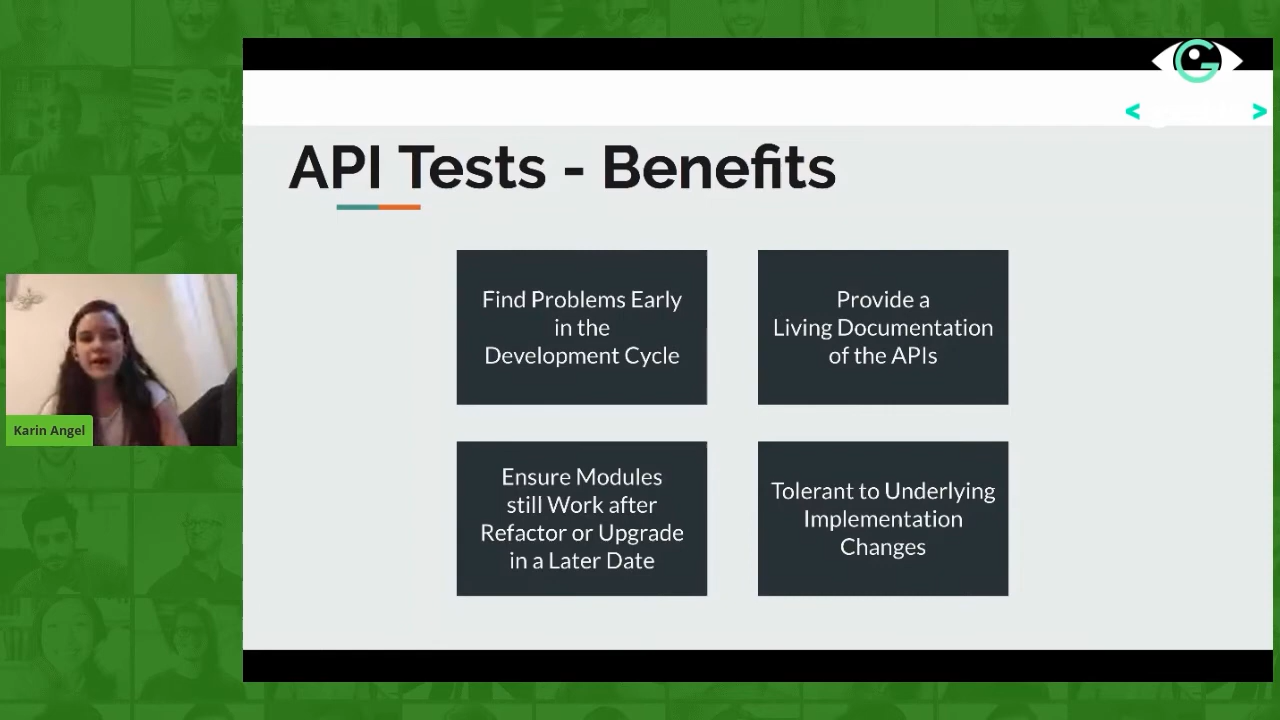 API Tests - Benefits
Find Problems Early
in the
Development Cycle
Provide a
Living Documentation
of the APIs
Ensure Modules
still Work after
Refactor or Upgrade
in a Later Date
Tolerant to Underlying
Implementation
Changes
Karin Angel
< >